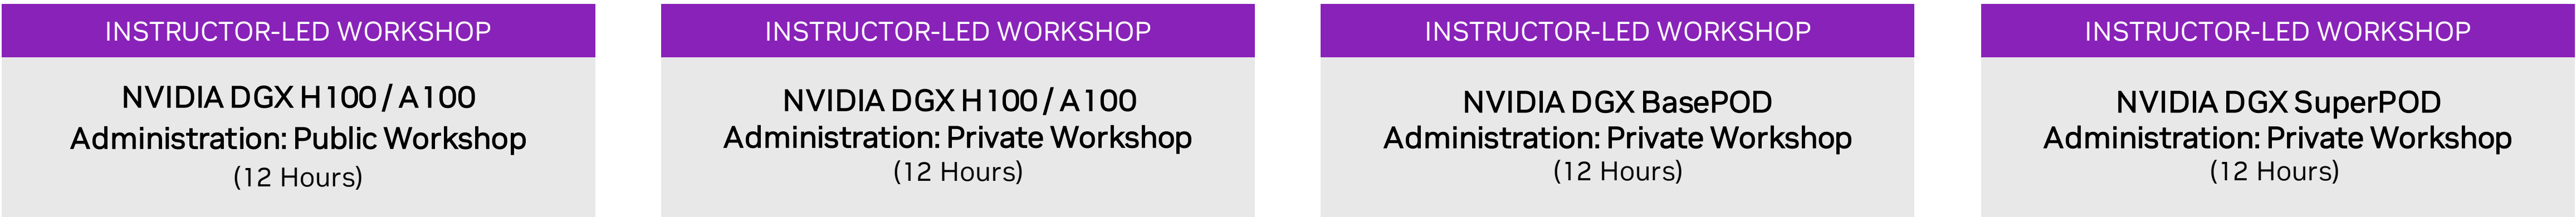 INSTRUCTOR-LED WORKSHOP
NVIDIA DGX H100 / A100
Administration: Public Workshop
(12 Hours)
INSTRUCTOR-LED WORKSHOP
NVIDIA DGX H100 / A100
Administration: Private Workshop
(12 Hours)
INSTRUCTOR-LED WORKSHOP
NVIDIA DGX BasePOD
Administration: Private Workshop
(12 Hours)
INSTRUCTOR-LED WORKSHOP
NVIDIA DGX SuperPOD
Administration: Private Workshop
(12 Hours)